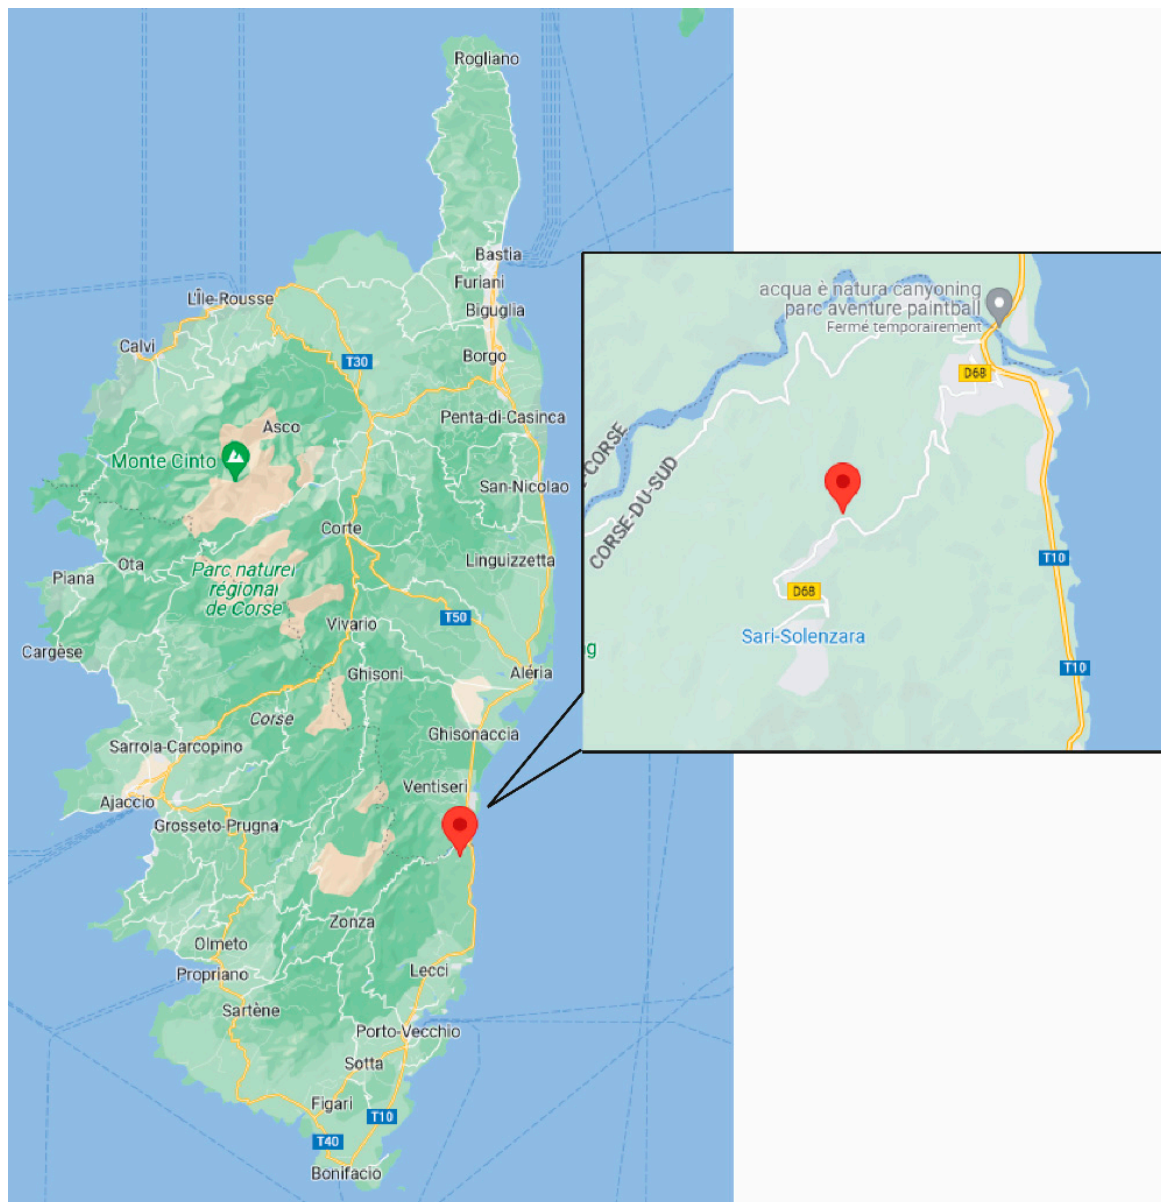 Rogliano
Bastia
Furiani
Biguglia
L'Île-Rousse
Calvi
T30
Borgo
Penta-di-Casinca
Asco
Monte Cinto
San-Nicolao
Corte
Linguizzetta
Ota
Piana
Parc naturel
régional
de Corse
T50
Vivario
Cargèse
Ghisoni
Aléria
Corse
Ghisonaccia
Sarrola-Carcopino
Ventiseri
Ajaccio
Grosseto-Prugna
Zonza
Olmeto
Propriano
Lecci
Sartène
Porto-Vecchio
Sotta
Figari
T10
T40
Bonifacio
acqua è natura canyoning
parc aventure paintball
Fermé temporairement
D68
E-CORSE
CORSE-DU-SUD
T10
D68
Sari-Solenzara
g
T10